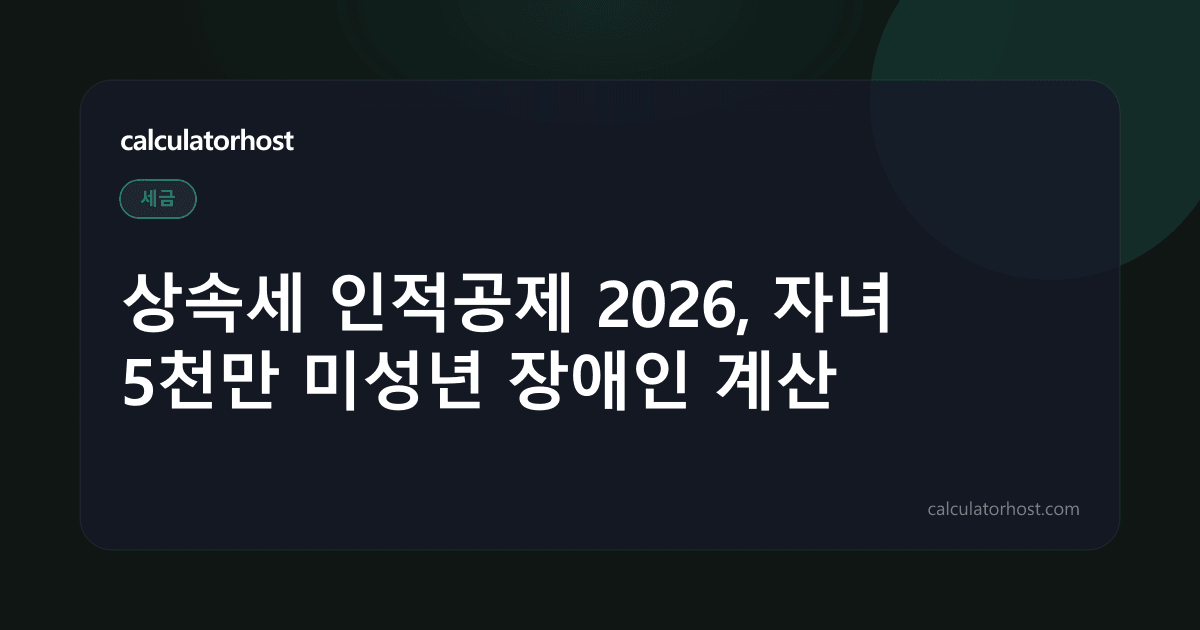 calculatorhost
세금
상속세 인적공제 2026, 자녀
5천만 미성년 장애인 계산
calculatorhost.com